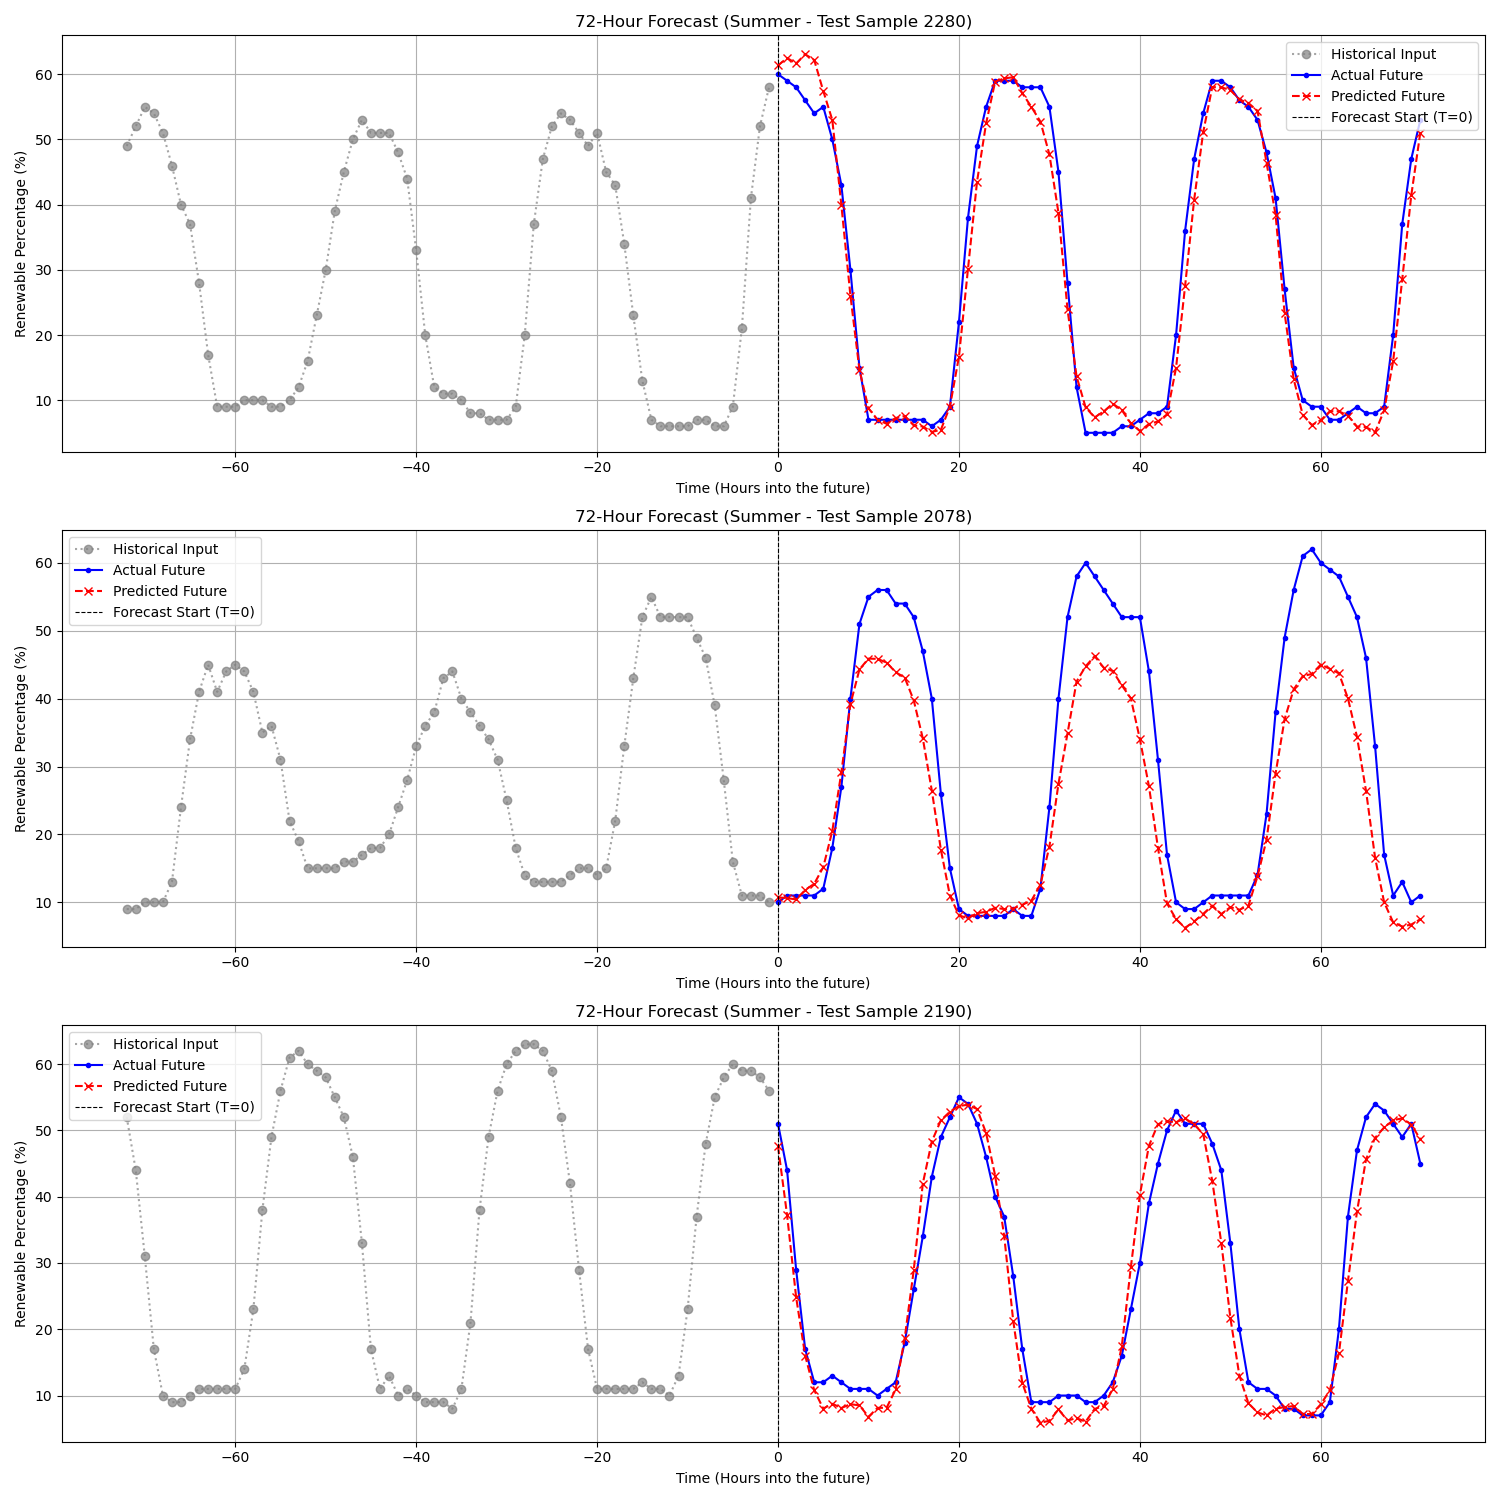 72-Hour Forecast (Summer - Test Sample 2280)
Historical Input
Actual Future
Predicted Future
Forecast Start (T=0)
Renewable Percentage (%)
60
50
40
30
20
10
−60 −40 −20 0 20 40 60
Time (Hours into the future)
72-Hour Forecast (Summer - Test Sample 2078)
Historical Input
Actual Future
Predicted Future
Forecast Start (T=0)
Renewable Percentage (%)
60
50
40
30
20
10
−60 −40 −20 0 20 40 60
Time (Hours into the future)
72-Hour Forecast (Summer - Test Sample 2190)
Historical Input
Actual Future
Predicted Future
Forecast Start (T=0)
Renewable Percentage (%)
60
50
40
30
20
10
−60 −40 −20 0 20 40 60
Time (Hours into the future)